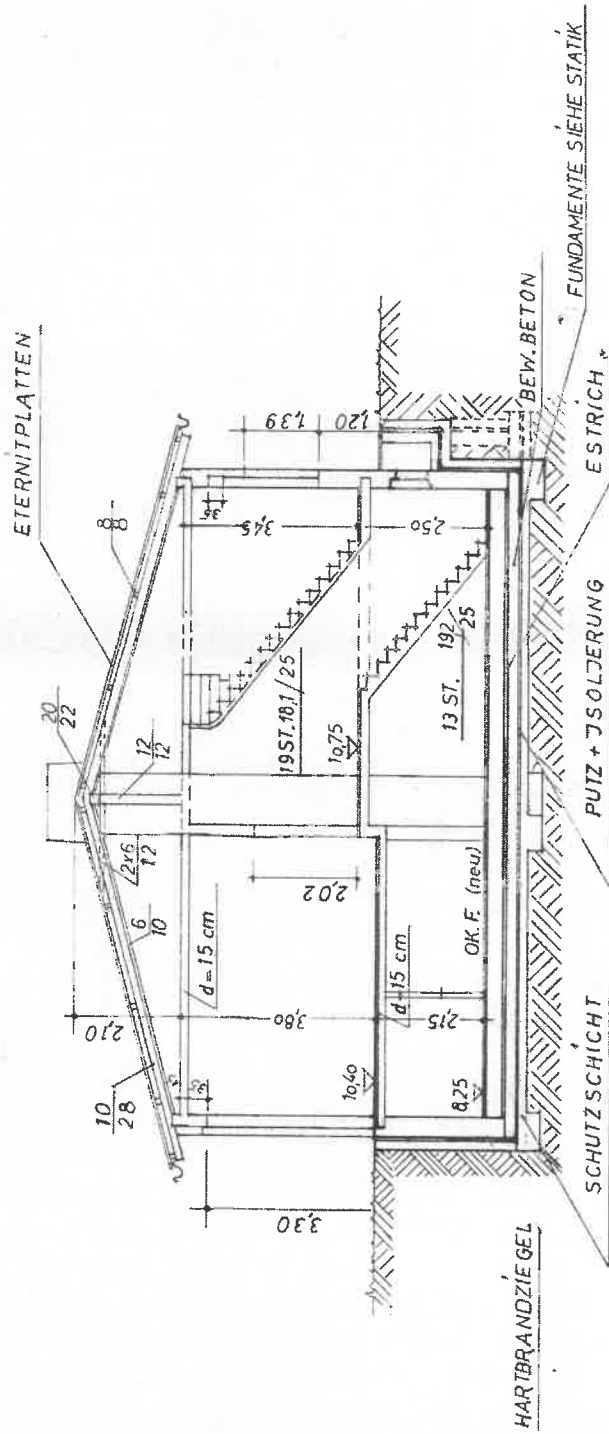 ETERNITPLATTEN
8/8
20/22
12/12
2x6/12
6/10
10/28
2,10
d=15 cm
3,80
3,45
35
1,39
1,20
3,30
2,02
19 ST. 18,1/25
10,75
10,40
d=15 cm
2,15
2,50
13 ST. 19,2/25
OK.F. (neu)
8,25
HARTBRANDZIEGEL
SCHUTZSCHICHT
PUTZ + JSOLJERUNG
ESTRICH
BEW. BETON
FUNDAMENTE SIEHE STATIK